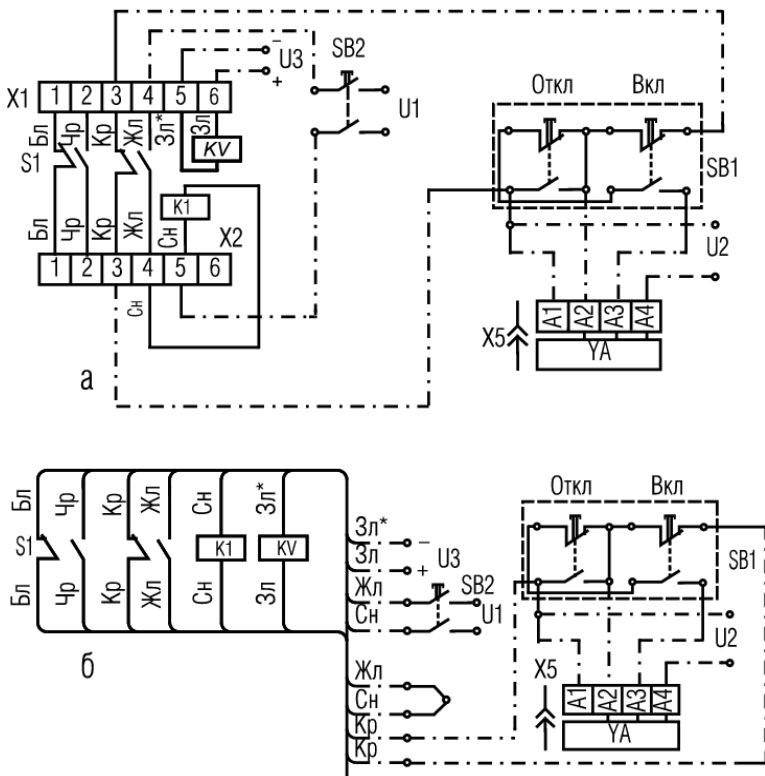 X1 1 2 3 4 5 6
− U3 +
SB2
U1
Откл Вкл
SB1
Бл Чр Кр Жл Зл* Зл
S1
KV
K1
Бл Чр Кр Жл Сн
X2
1 2 3 4 5 6
Сн
U2
X5 A1 A2 A3 A4
YA
а
Бл Чр Кр Жл Сн Зл*
S1
K1 KV
Бл Чр Кр Жл Сн Зл
Зл* −
Зл + U3
Жл SB2
Сн U1
Откл Вкл
SB1
U2
б
Жл
Сн
Кр
Кр
X5 A1 A2 A3 A4
YA